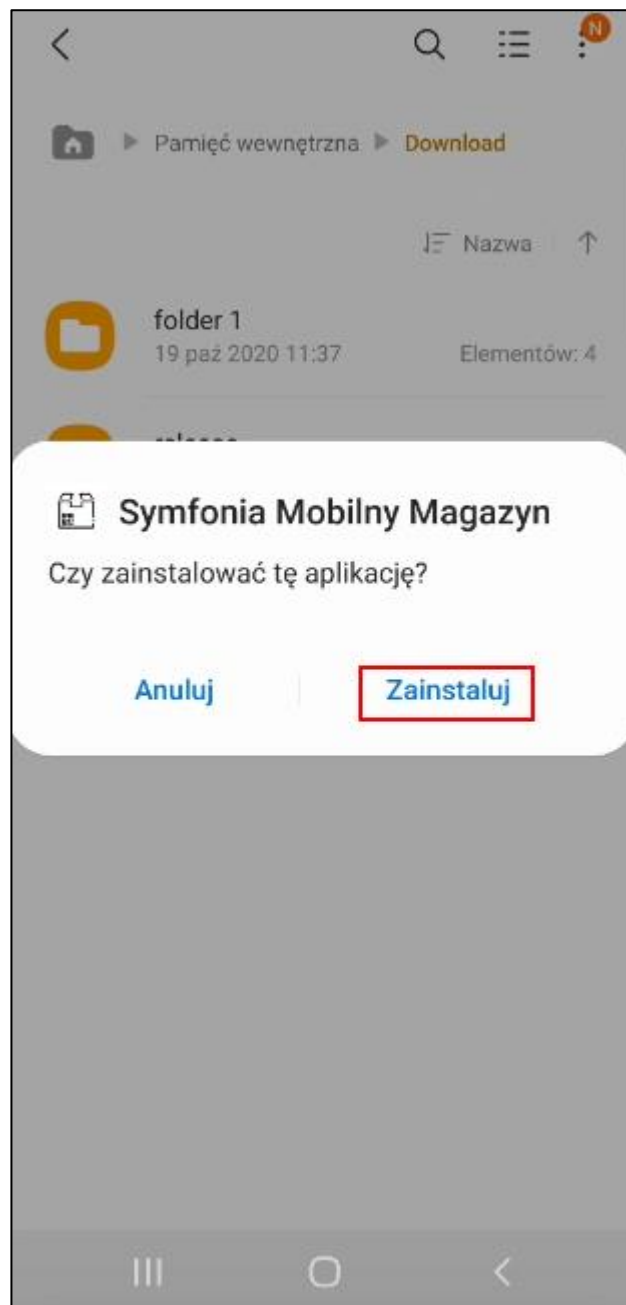 N
Pamięć wewnętrzna Download
Nazwa
folder 1
19 paź 2020 11:37 Elementów: 4
Symfonia Mobilny Magazyn
Czy zainstalować tę aplikację?
Anuluj Zainstaluj